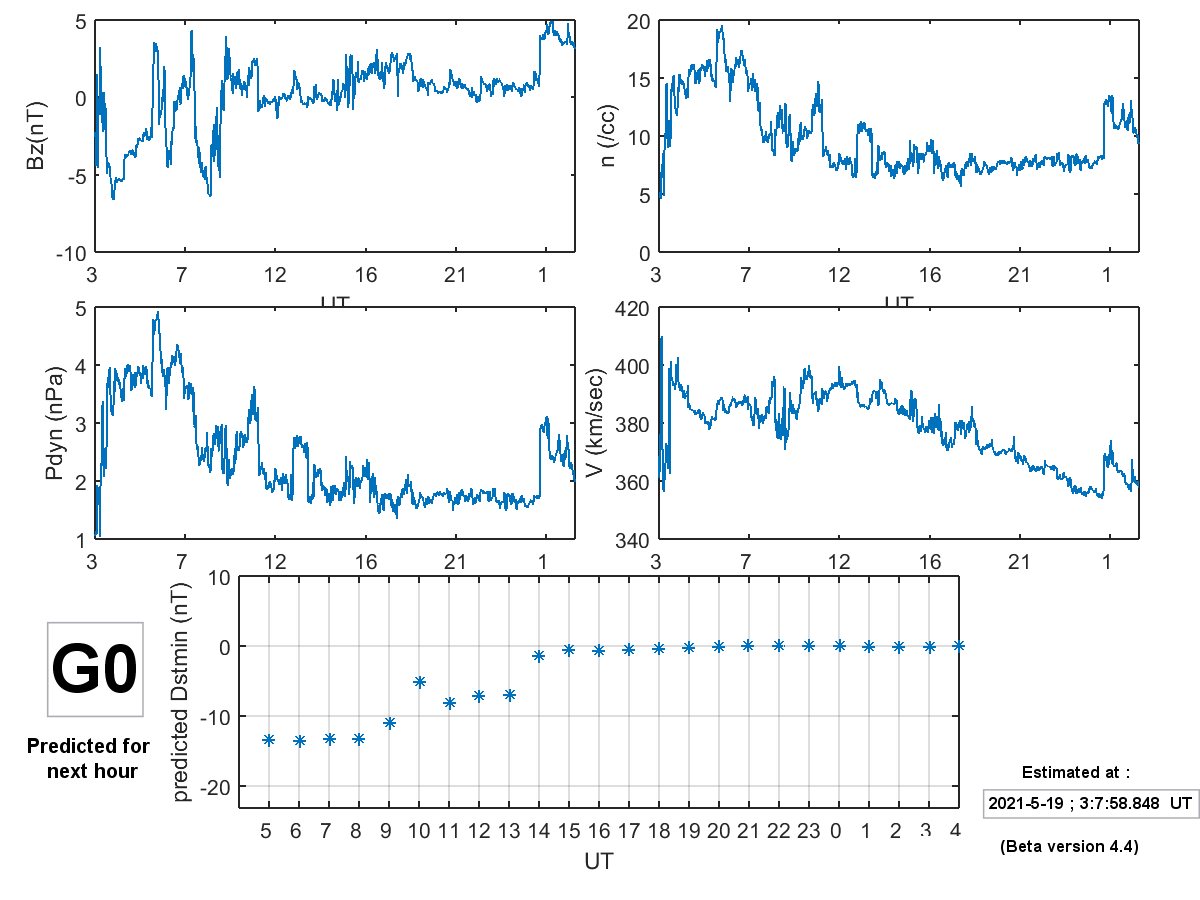 5
0
-5
-10
Bz(nT)
3 7 12 16 21 1
UT
20
15
10
5
0
n (/cc)
3 7 12 16 21 1
UT
5
4
3
2
1
Pdyn (nPa)
3 7 12 16 21 1
420
400
380
360
340
V (km/sec)
3 7 12 16 21 1
10
0
-10
-20
predicted Dstmin (nT)
5 6 7 8 9 10 11 12 13 14 15 16 17 18 19 20 21 22 23 0 1 2 3 4
UT
G0
Predicted for
next hour
Estimated at :
2021-5-19 ; 3:7:58.848 UT
(Beta version 4.4)